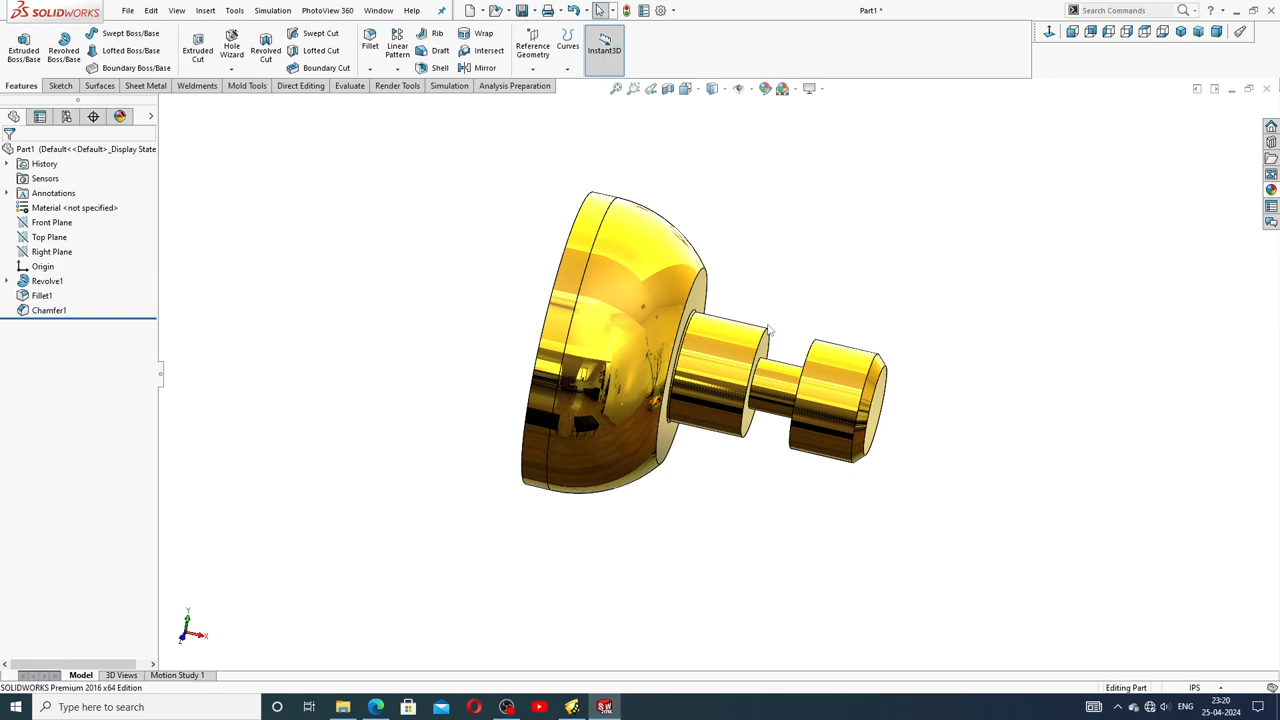 SOLIDWORKS
File Edit View Insert Tools Simulation PhotoView 360 Window Help
Part1 *
Search Commands
Extruded Boss/Base
Revolved Boss/Base
Swept Boss/Base
Lofted Boss/Base
Boundary Boss/Base
Extruded Cut
Hole Wizard
Revolved Cut
Swept Cut
Lofted Cut
Boundary Cut
Fillet
Linear Pattern
Rib
Draft
Shell
Wrap
Intersect
Mirror
Reference Geometry
Curves
Instant3D
Features Sketch Surfaces Sheet Metal Weldments Mold Tools Direct Editing Evaluate Render Tools Simulation Analysis Preparation
Part1 (Default<<Default>_Display State
History
Sensors
Annotations
Material <not specified>
Front Plane
Top Plane
Right Plane
Origin
Revolve1
Fillet1
Chamfer1
Y
X
Z
Model 3D Views Motion Study 1
SOLIDWORKS Premium 2016 x64 Edition
Editing Part
IPS
Type here to search
ENG
23:20
25-04-2024